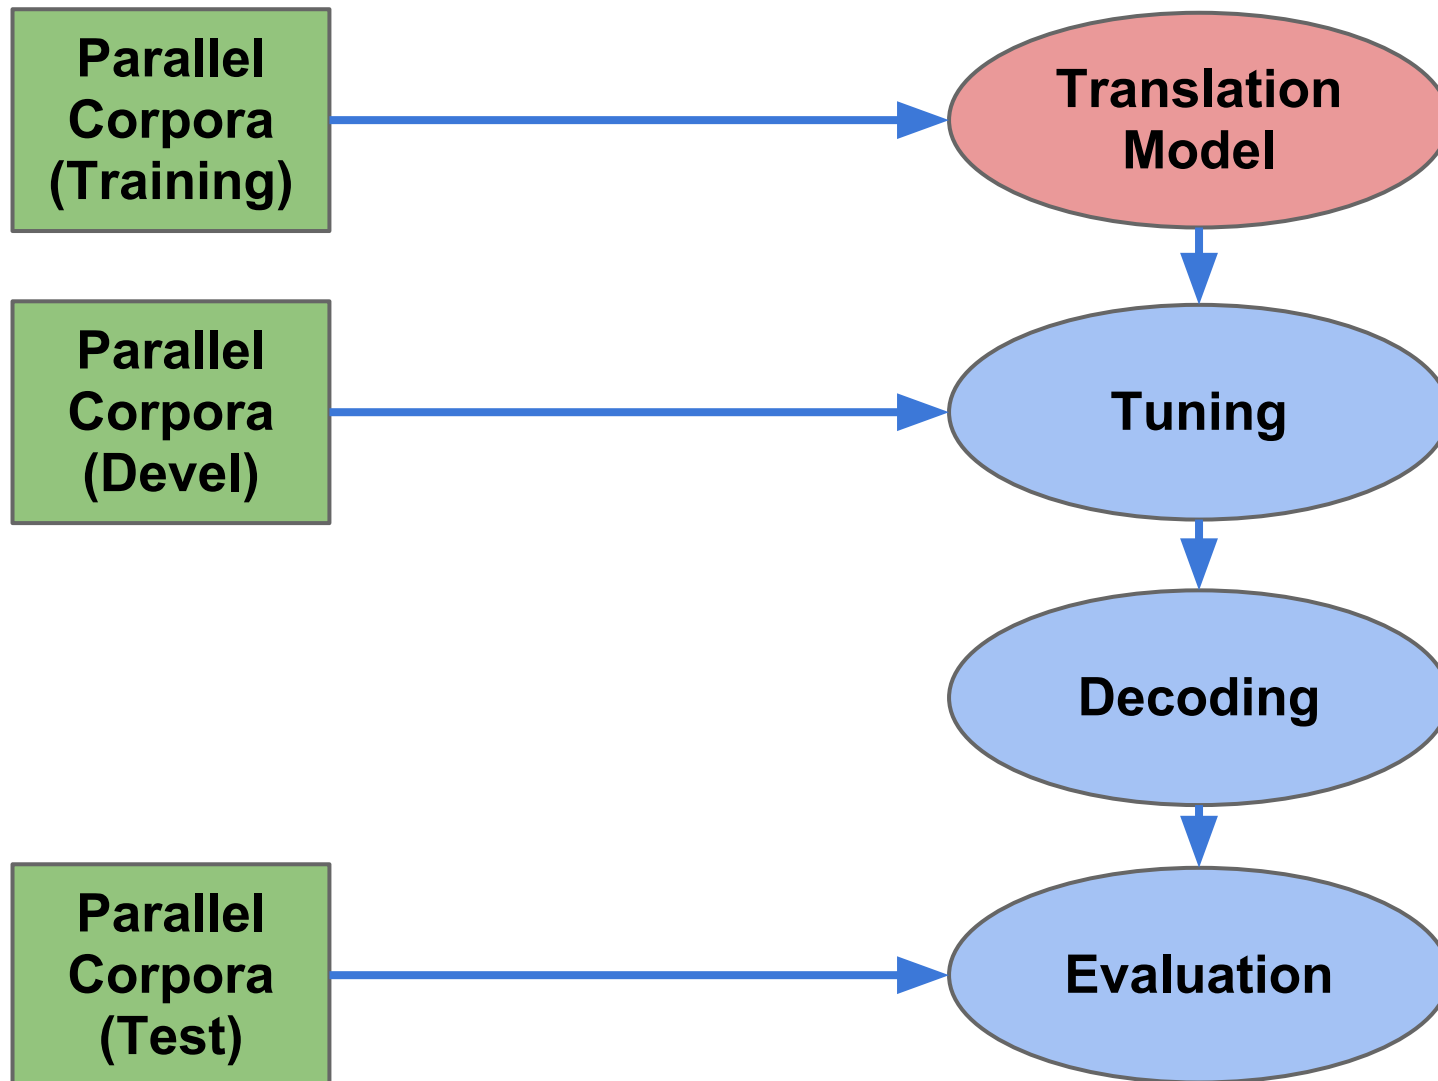 Parallel
Corpora
(Training)
Translation
Model
Parallel
Corpora
(Devel)
Tuning
Decoding
Parallel
Corpora
(Test)
Evaluation